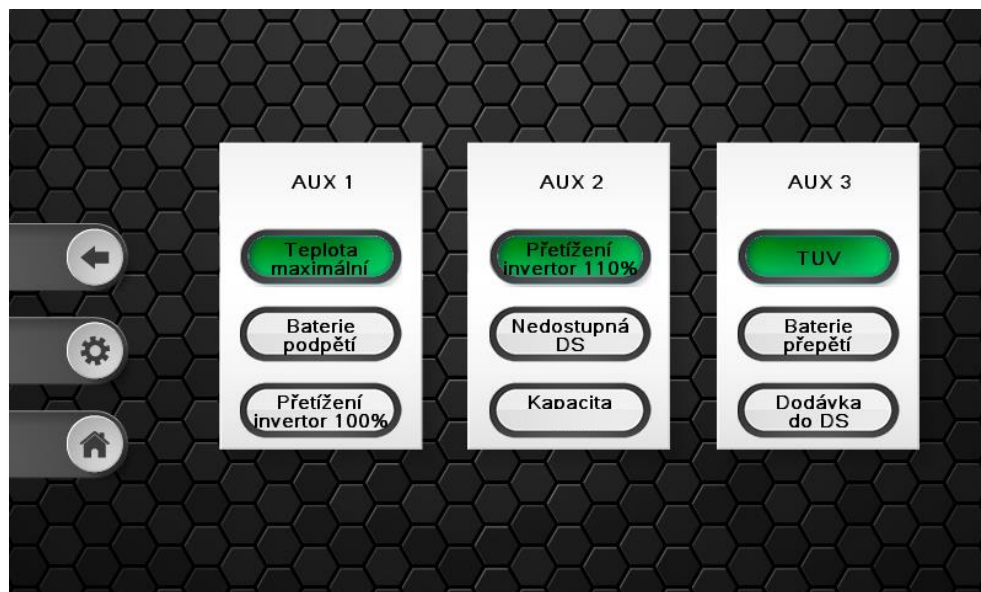 AUX 1
Teplota
maximální
Baterie
podpětí
Přetížení
invertor 100%
AUX 2
Přetížení
invertor 110%
Nedostupná
DS
Kapacita
AUX 3
TUV
Baterie
přepětí
Dodávka
do DS